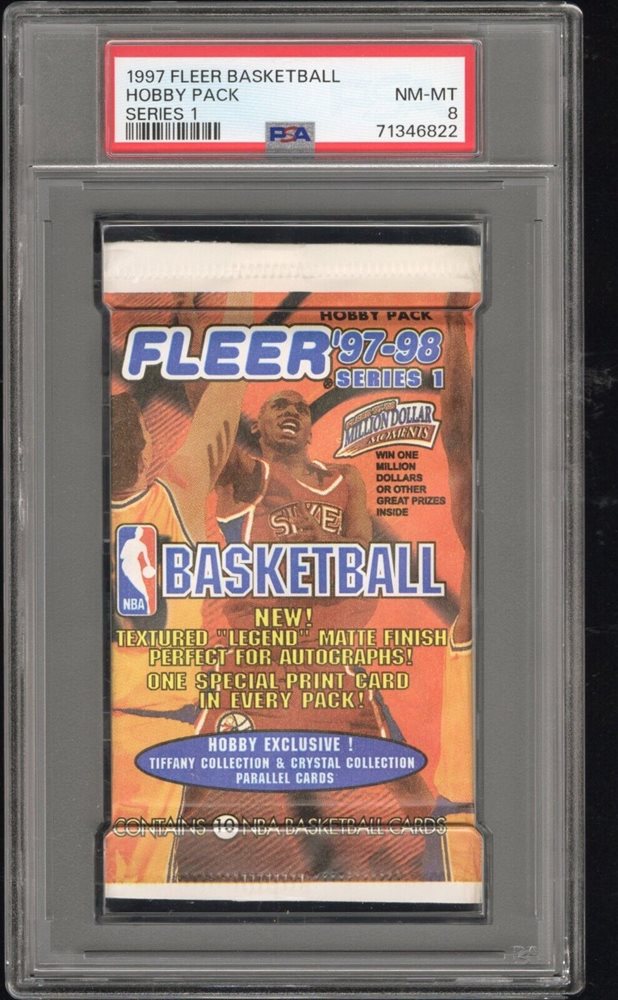 1997 FLEER BASKETBALL
HOBBY PACK
NM-MT
SERIES 1
8
PSA
71346822
HOBBY PACK
FLEER '97-98
® SERIES 1
MILLION DOLLAR
MOMENTS
WIN ONE
MILLION
DOLLARS
OR OTHER
GREAT PRIZES
INSIDE
SIXE
NBA
BASKETBALL
NEW!
TEXTURED "LEGEND" MATTE FINISH
PERFECT FOR AUTOGRAPHS!
ONE SPECIAL PRINT CARD
IN EVERY PACK!
HOBBY EXCLUSIVE !
TIFFANY COLLECTION & CRYSTAL COLLECTION
PARALLEL CARDS
CONTAINS 10 NBA BASKETBALL CARDS